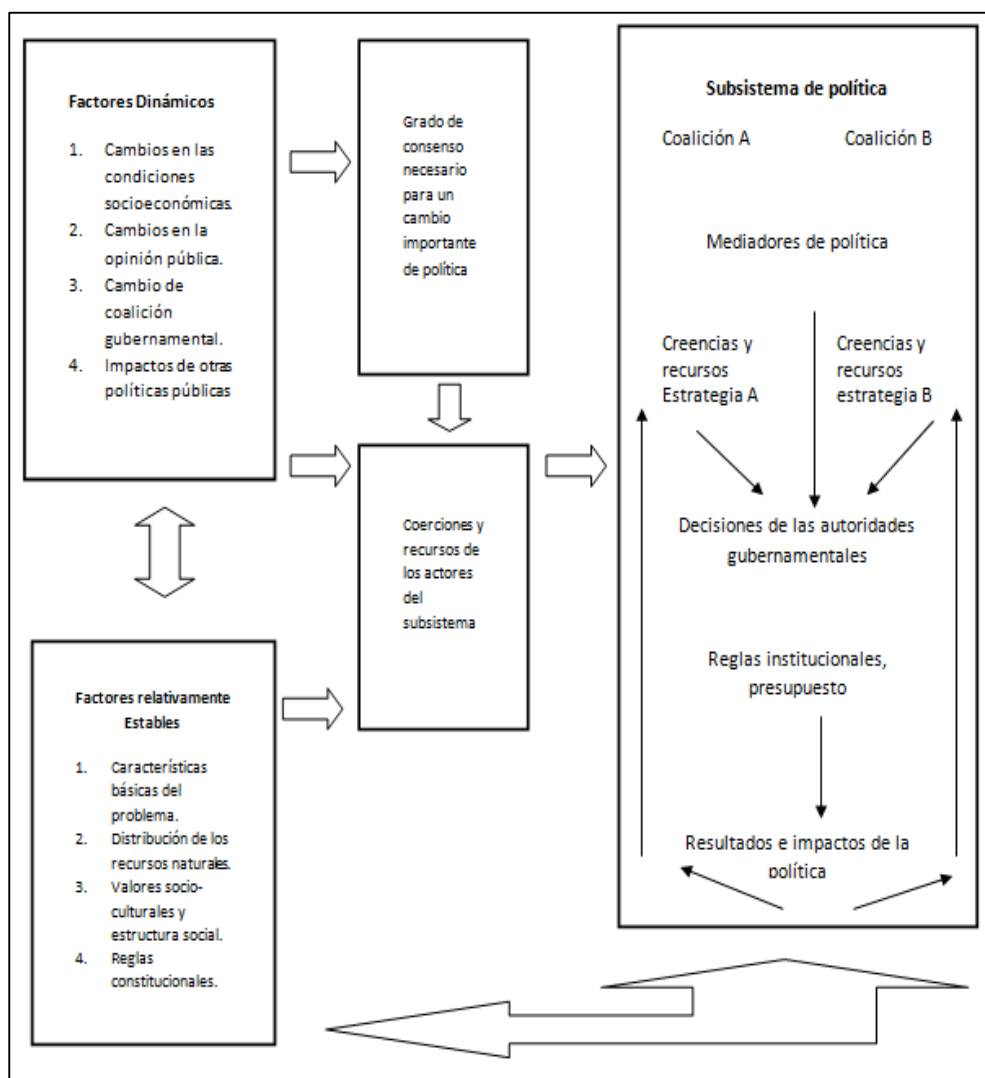 Factores Dinámicos
1. Cambios en las
condiciones
socioeconómicas.
2. Cambios en la
opinión pública.
3. Cambio de
coalición
gubernamental.
4. Impactos de otras
políticas públicas
Grado de
consenso
necesario
para un
cambio
importante
de política
Coerciones y
recursos de
los actores
del
subsistema
Factores relativamente
Estables
1. Características
básicas del
problema.
2. Distribución de los
recursos naturales.
3. Valores socio-
culturales y
estructura social.
4. Reglas
constitucionales.
Subsistema de política
Coalición A
Coalición B
Mediadores de política
Creencias y
recursos
Estrategia A
Creencias y
recursos
estrategia B
Decisiones de las autoridades
gubernamentales
Reglas institucionales,
presupuesto
Resultados e impactos de la
política